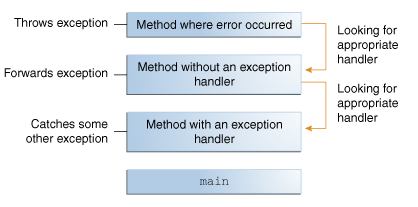 Throws exception
Method where error occurred
Looking for
appropriate
handler
Forwards exception
Method without an exception
handler
Looking for
appropriate
handler
Catches some
other exception
Method with an exception
handler
main